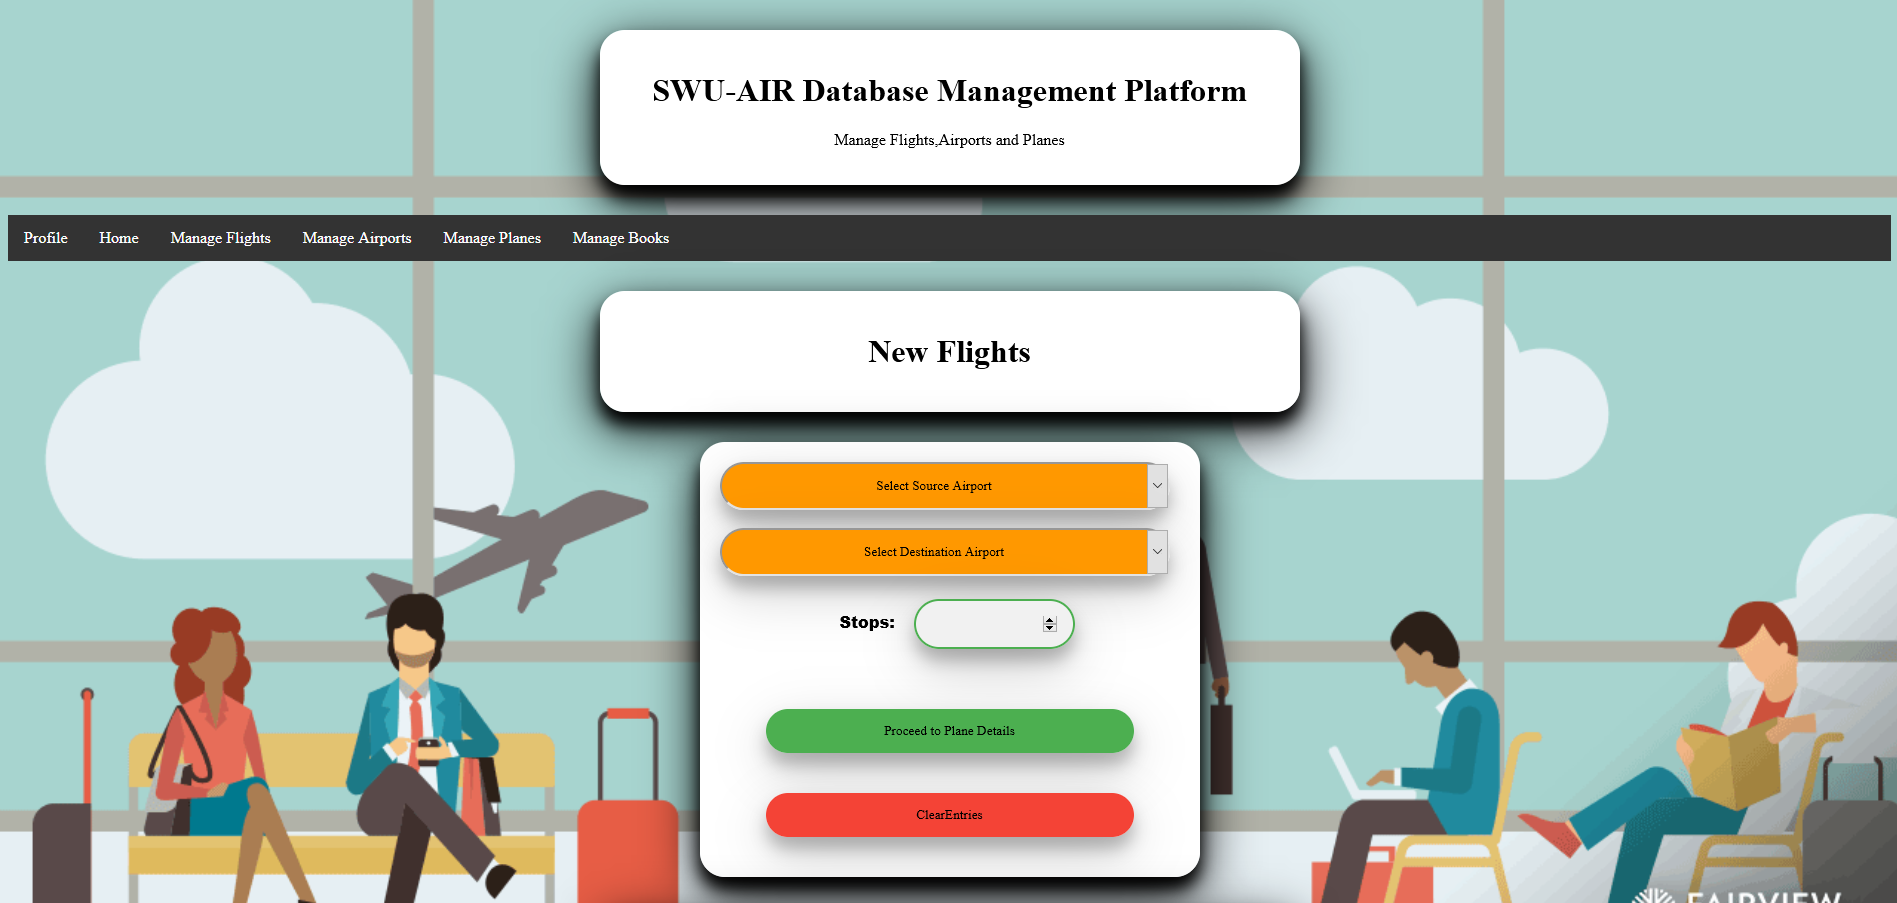 SWU-AIR Database Management Platform
Manage Flights,Airports and Planes
Profile Home Manage Flights Manage Airports Manage Planes Manage Books
New Flights
Select Source Airport
Select Destination Airport
Stops:
Proceed to Plane Details
ClearEntries
FAIRVIEW